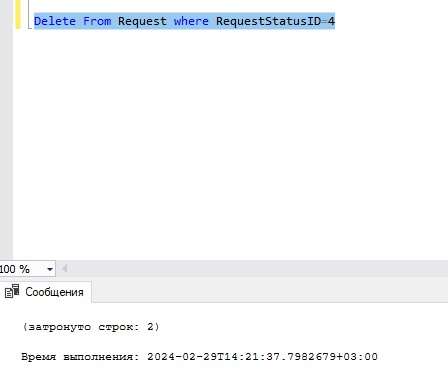 Delete From Request where RequestStatusID=4
100 %
Сообщения
(затронуто строк: 2)
Время выполнения: 2024-02-29T14:21:37.7982679+03:00